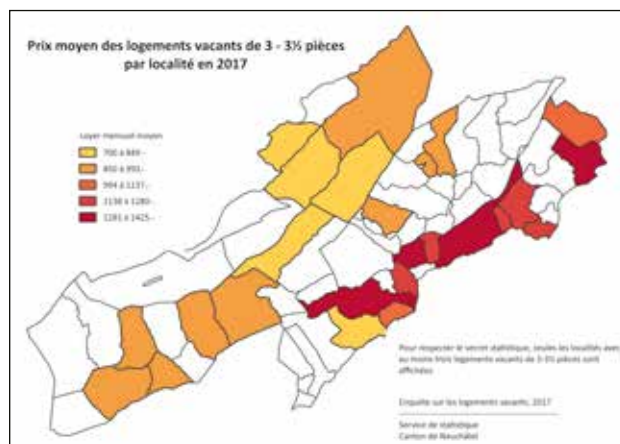 Prix moyen des logements vacants de 3 - 3½ pièces
par localité en 2017
Loyer mensuel moyen
700 à 849.-
850 à 993.-
994 à 1137.-
1138 à 1280.-
1281 à 1425.-
Pour respecter le secret statistique, seules les localités avec
au moins trois logements vacants de 3-3½ pièces sont
affichées
Enquête sur les logements vacants, 2017
Service de statistique
Canton de Neuchâtel